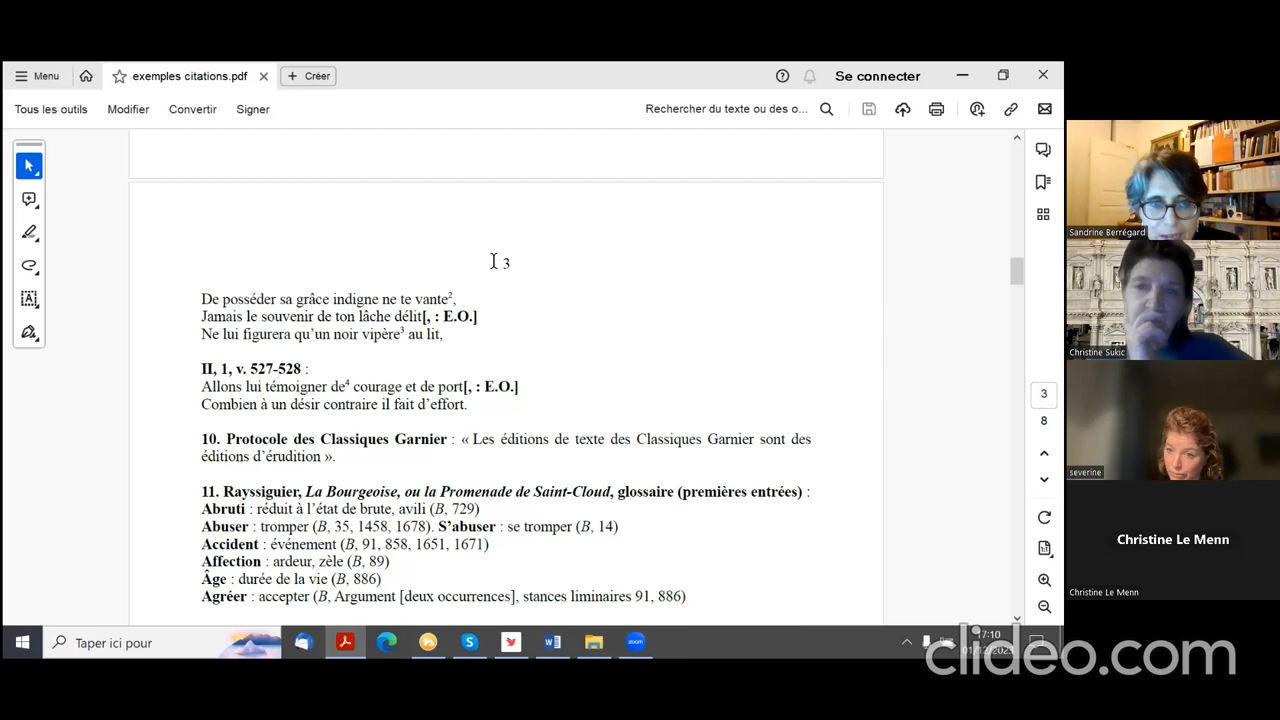 Menu
exemples citations.pdf
Créer
Se connecter
Tous les outils
Modifier
Convertir
Signer
Rechercher du texte ou des o...
3
De posséder sa grâce indigne ne te vante²,
Jamais le souvenir de ton lâche délit[, : E.O.]
Ne lui figurera qu’un noir vipère³ au lit,
II, 1, v. 527-528 :
Allons lui témoigner de⁴ courage et de port[, : E.O.]
Combien à un désir contraire il fait d’effort.
10. Protocole des Classiques Garnier : « Les éditions de texte des Classiques Garnier sont des
éditions d’érudition ».
11. Rayssiguier, La Bourgeoise, ou la Promenade de Saint-Cloud, glossaire (premières entrées) :
Abruti : réduit à l’état de brute, avili (B, 729)
Abuser : tromper (B, 35, 1458, 1678). S’abuser : se tromper (B, 14)
Accident : événement (B, 91, 858, 1651, 1671)
Affection : ardeur, zèle (B, 89)
Âge : durée de la vie (B, 886)
Agréer : accepter (B, Argument [deux occurrences], stances liminaires 91, 886)
3
8
Sandrine Berrégard
Christine Sukic
severine
Christine Le Menn
Christine Le Menn
Taper ici pour
zoom
17:10
01/12/2023
clideo.com